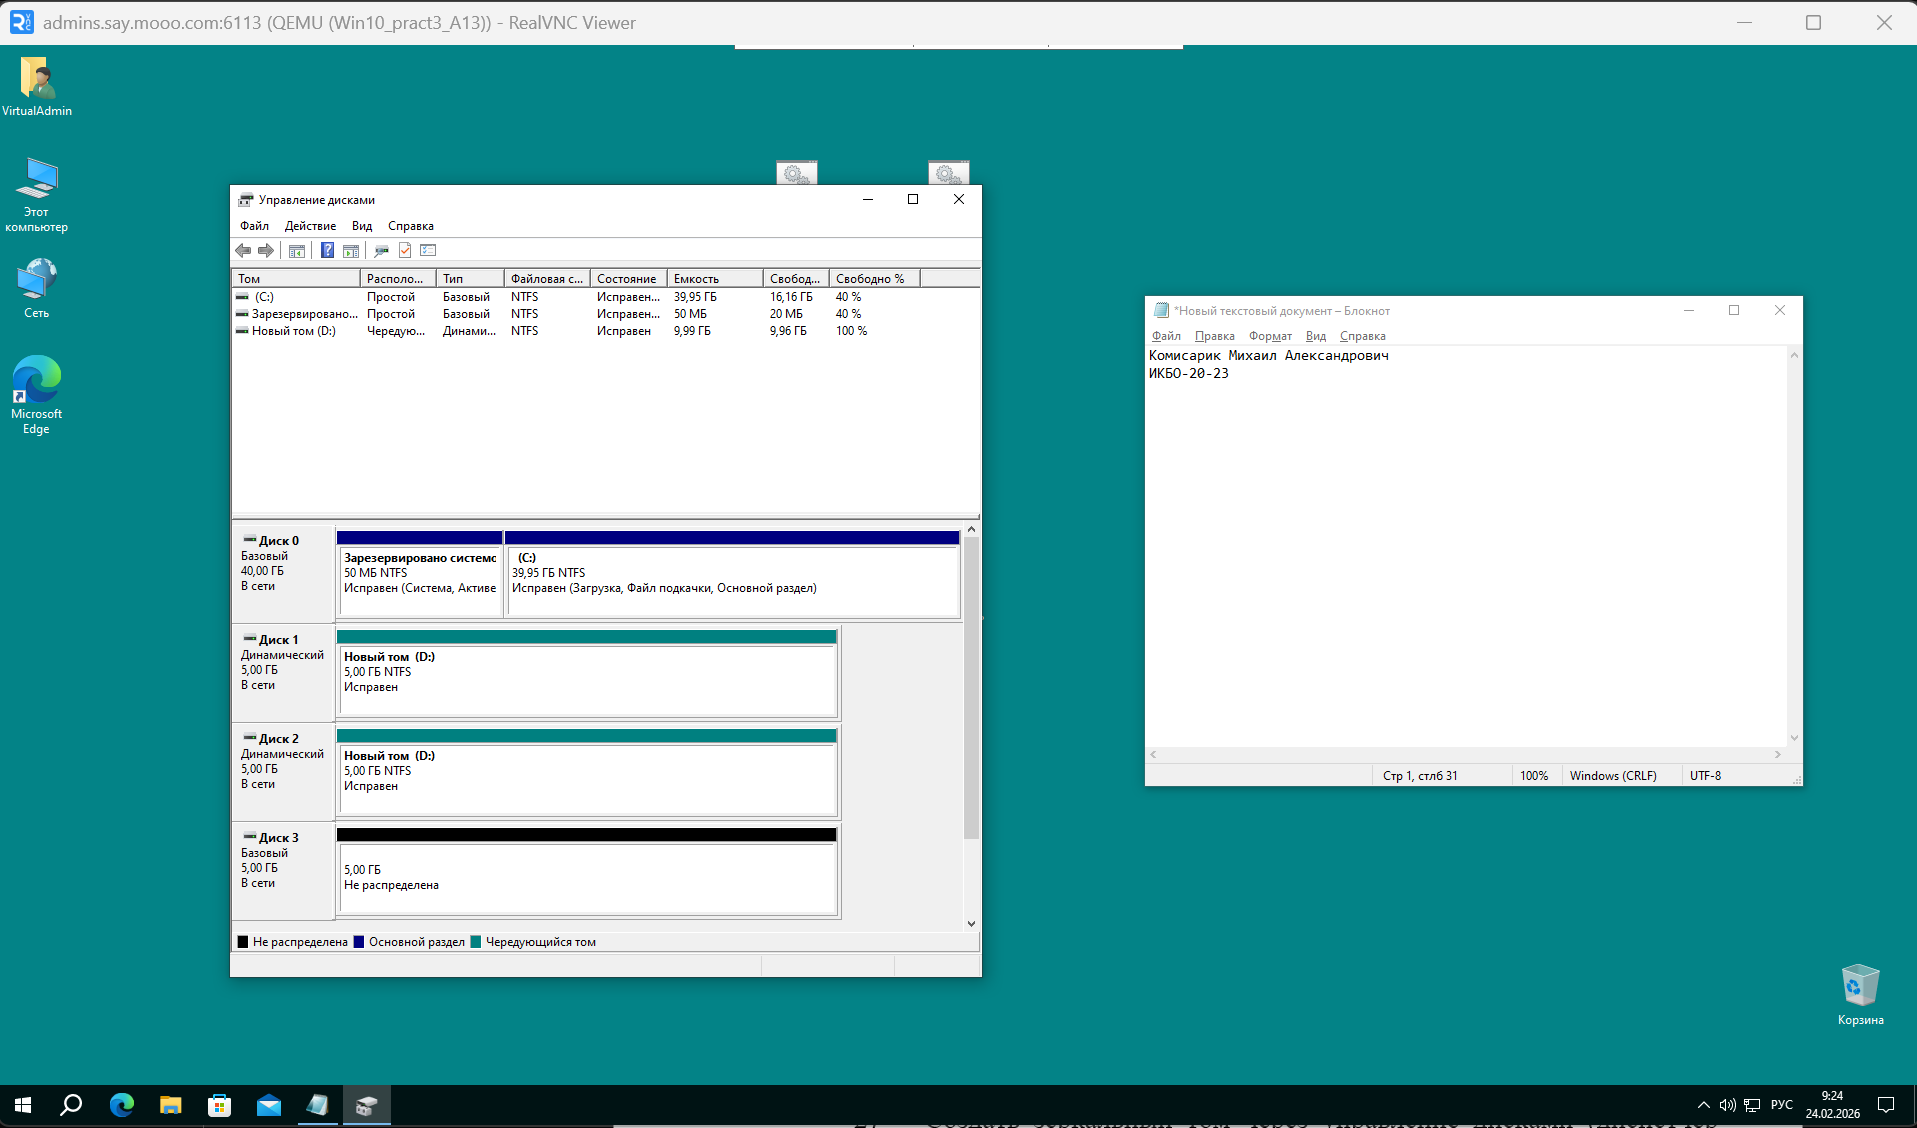 admins.say.mooo.com:6113 (QEMU (Win10_pract3_A13)) - RealVNC Viewer
VirtualAdmin
Этот
компьютер
Сеть
Microsoft
Edge
Управление дисками
Файл Действие Вид Справка
Том Располо... Тип Файловая с... Состояние Емкость Свобод... Свободно %
(C:) Простой Базовый NTFS Исправен... 39,95 ГБ 16,16 ГБ 40 %
Зарезервировано... Простой Базовый NTFS Исправен... 50 МБ 20 МБ 40 %
Новый том (D:) Чередую... Динами... NTFS Исправен 9,99 ГБ 9,96 ГБ 100 %
Диск 0
Базовый
40,00 ГБ
В сети
Зарезервировано системо
50 МБ NTFS
Исправен (Система, Активе
(C:)
39,95 ГБ NTFS
Исправен (Загрузка, Файл подкачки, Основной раздел)
Диск 1
Динамический
5,00 ГБ
В сети
Новый том (D:)
5,00 ГБ NTFS
Исправен
Диск 2
Динамический
5,00 ГБ
В сети
Новый том (D:)
5,00 ГБ NTFS
Исправен
Диск 3
Базовый
5,00 ГБ
В сети
5,00 ГБ
Не распределена
Не распределена Основной раздел Чередующийся том
*Новый текстовый документ – Блокнот
Файл Правка Формат Вид Справка
Комисарик Михаил Александрович
ИКБО-20-23
Стр 1, стлб 31 100% Windows (CRLF) UTF-8
Корзина
РУС
9:24
24.02.2026